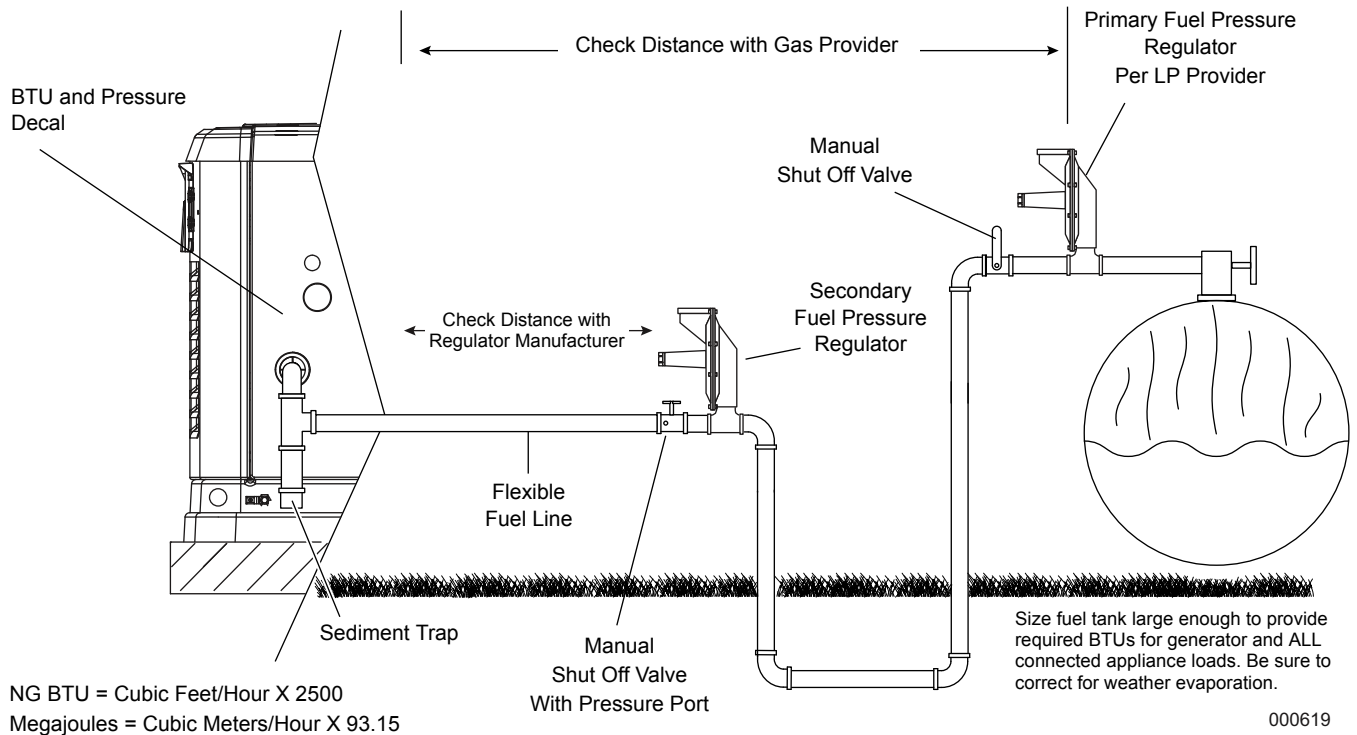 Check Distance with Gas Provider
Primary Fuel Pressure
Regulator
Per LP Provider
BTU and Pressure
Decal
Manual
Shut Off Valve
Secondary
Fuel Pressure
Regulator
Check Distance with
Regulator Manufacturer
Flexible
Fuel Line
Sediment Trap
Manual
Shut Off Valve
With Pressure Port
Size fuel tank large enough to provide
required BTUs for generator and ALL
connected appliance loads. Be sure to
correct for weather evaporation.
NG BTU = Cubic Feet/Hour X 2500
Megajoules = Cubic Meters/Hour X 93.15
000619